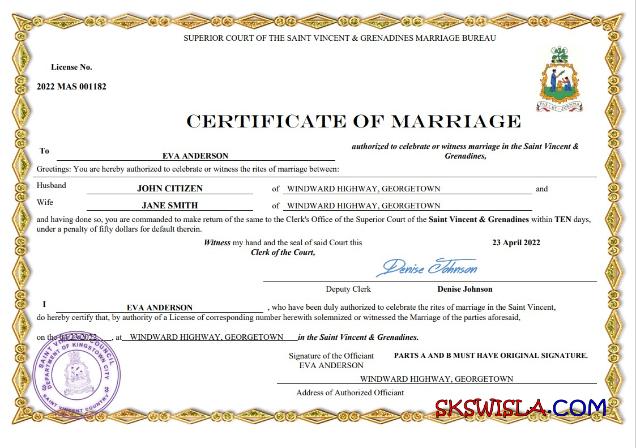 SUPERIOR COURT OF THE SAINT VINCENT & GRENADINES MARRIAGE BUREAU
License No.
2022 MAS 001182
CERTIFICATE OF MARRIAGE
To EVA ANDERSON authorized to celebrate or witness marriage in the Saint Vincent &
Grenadines,
Greetings: You are hereby authorized to celebrate or witness the rites of marriage between:
Husband JOHN CITIZEN of WINDWARD HIGHWAY, GEORGETOWN and
Wife JANE SMITH of WINDWARD HIGHWAY, GEORGETOWN
and having done so, you are commanded to make return of the same to the Clerk's Office of the Superior Court of the Saint Vincent & Grenadines within TEN days,
under a penalty of fifty dollars for default therein.
Witness my hand and the seal of said Court this 23 April 2022
Clerk of the Court,
Denise Johnson
Deputy Clerk Denise Johnson
I EVA ANDERSON , who have been duly authorized to celebrate the rites of marriage in the Saint Vincent,
do hereby certify that, by authority of a License of corresponding number herewith solemnized or witnessed the Marriage of the parties aforesaid,
on the , at WINDWARD HIGHWAY, GEORGETOWN in the Saint Vincent & Grenadines.
SAINT VINCENT COUNCIL
DEPARTMENT OF KINGSTOWN CITY
SAINT VINCENT COUNTRY
Signature of the Officiant PARTS A AND B MUST HAVE ORIGINAL SIGNATURE.
EVA ANDERSON
WINDWARD HIGHWAY, GEORGETOWN
Address of Authorized Officiant
SKSWISLA.COM